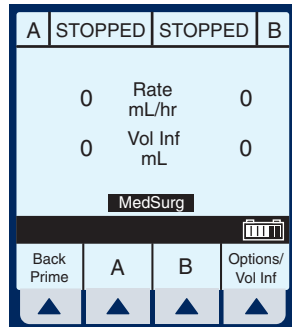 A STOPPED STOPPED B
0 Rate mL/hr 0
0 Vol Inf mL 0
MedSurg
Back Prime A B Options/ Vol Inf